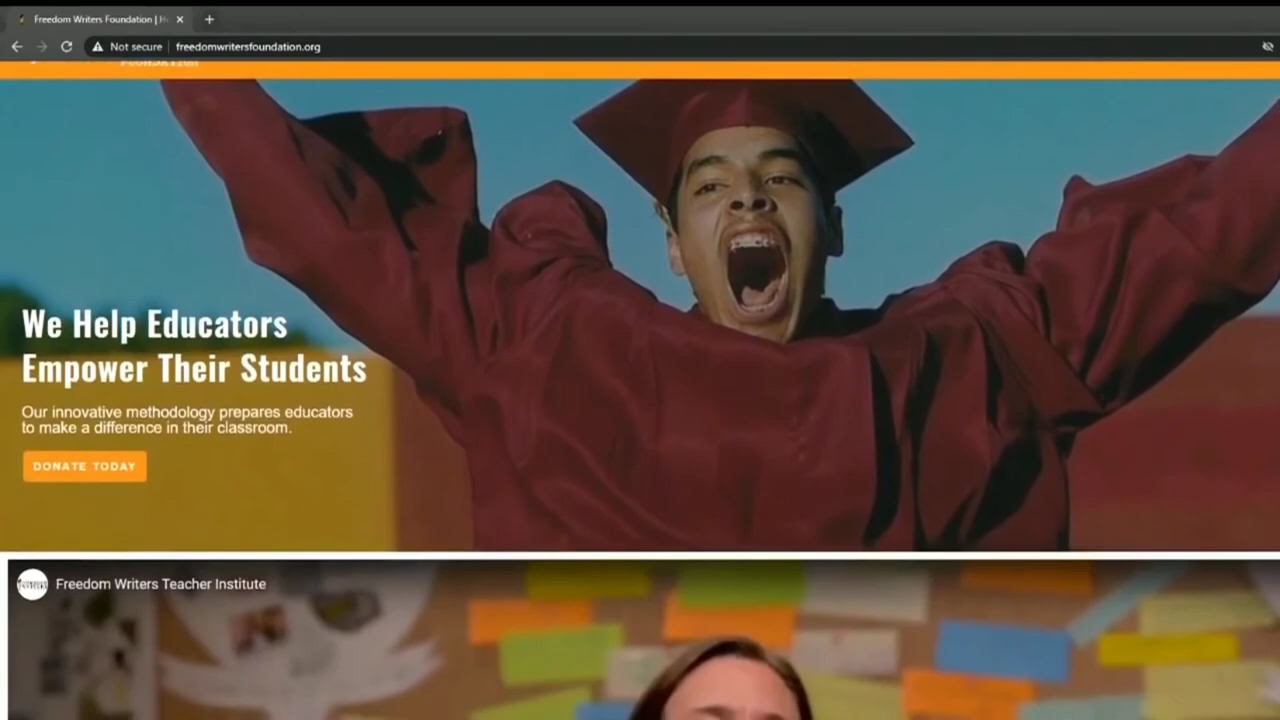 Freedom Writers Foundation | H
Not secure
freedomwritersfoundation.org
We Help Educators
Empower Their Students
Our innovative methodology prepares educators
to make a difference in their classroom.
DONATE TODAY
Freedom Writers Teacher Institute